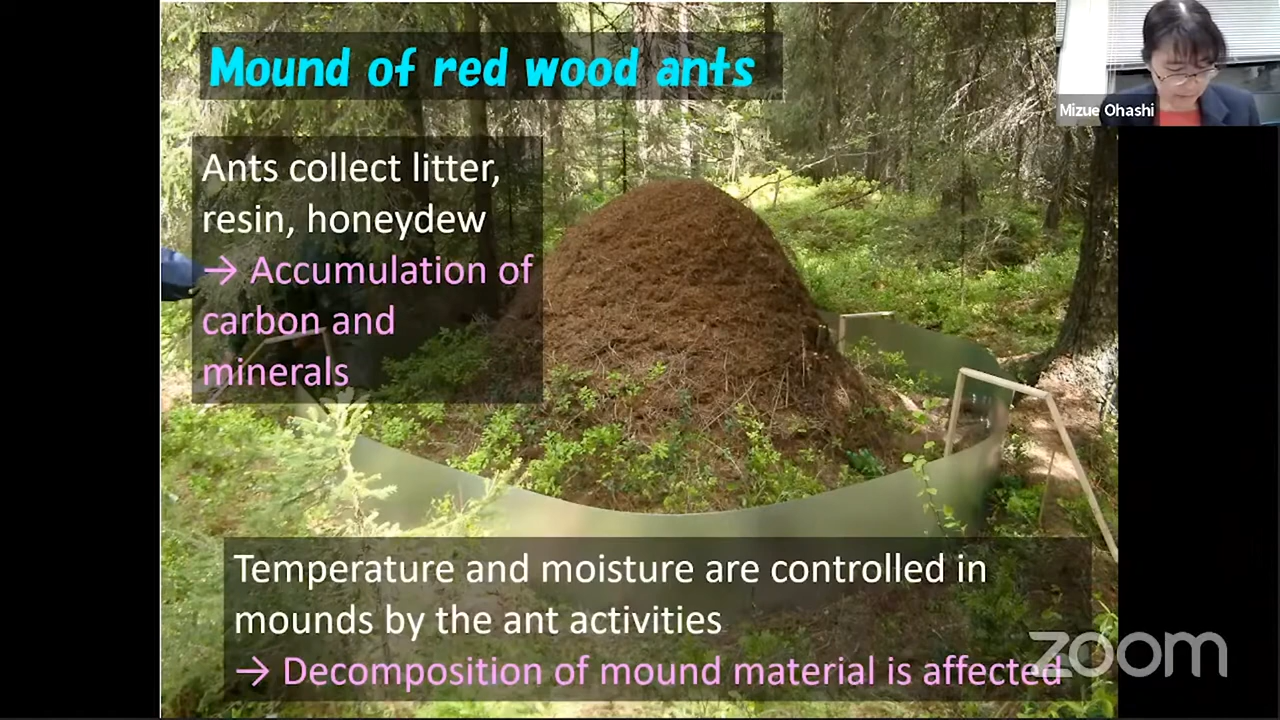 Mound of red wood ants
Mizue Ohashi
Ants collect litter,
resin, honeydew
→ Accumulation of
carbon and
minerals
Temperature and moisture are controlled in
mounds by the ant activities
→ Decomposition of mound material is affected
zoom